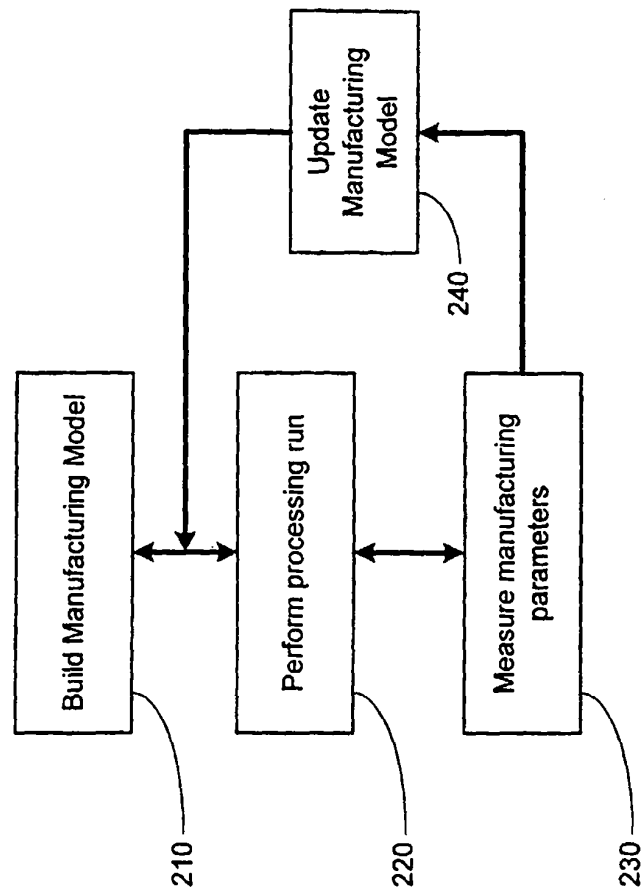 Build Manufacturing Model
210
Perform processing run
220
Measure manufacturing
parameters
230
Update
Manufacturing
Model
240